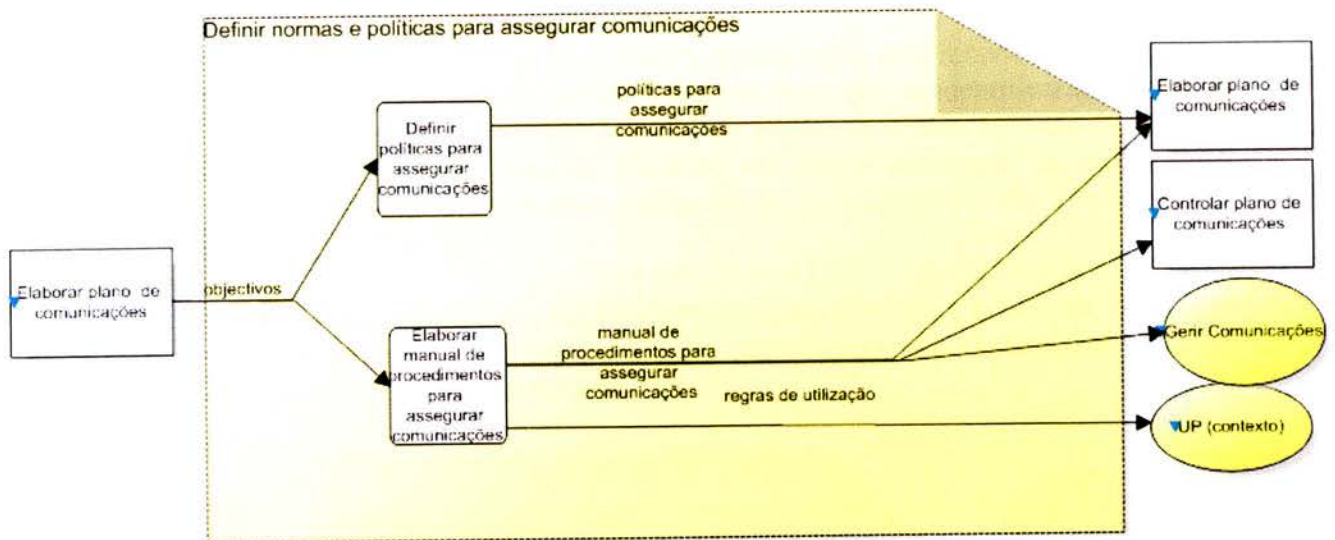 Definir normas e políticas para assegurar comunicações
políticas para
assegurar
comunicações
Elaborar plano de
comunicações
Definir
políticas para
assegurar
comunicações
Controlar plano de
comunicações
Elaborar plano de
comunicações
objectivos
Elaborar
manual de
procedimentos
para
assegurar
comunicações
manual de
procedimentos para
assegurar
comunicações
regras de utilização
Gerir Comunicações
UP (contexto)